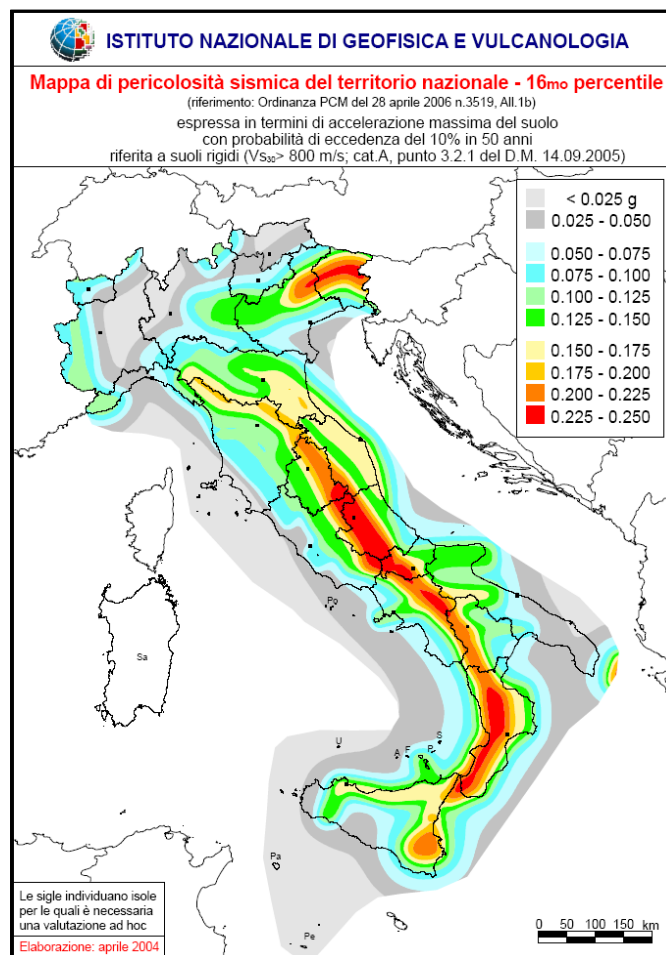 ISTITUTO NAZIONALE DI GEOFISICA E VULCANOLOGIA
Mappa di pericolosità sismica del territorio nazionale - 16mo percentile
(riferimento: Ordinanza PCM del 28 aprile 2006 n.3519, All.1b)
espressa in termini di accelerazione massima del suolo
con probabilità di eccedenza del 10% in 50 anni
riferita a suoli rigidi (Vs30> 800 m/s; cat.A, punto 3.2.1 del D.M. 14.09.2005)
< 0.025 g
0.025 - 0.050
0.050 - 0.075
0.075 - 0.100
0.100 - 0.125
0.125 - 0.150
0.150 - 0.175
0.175 - 0.200
0.200 - 0.225
0.225 - 0.250
Po
Sa
U
S
A
F
P
Pa
Pe
Le sigle individuano isole
per le quali è necessaria
una valutazione ad hoc
Elaborazione: aprile 2004
0 50 100 150 km